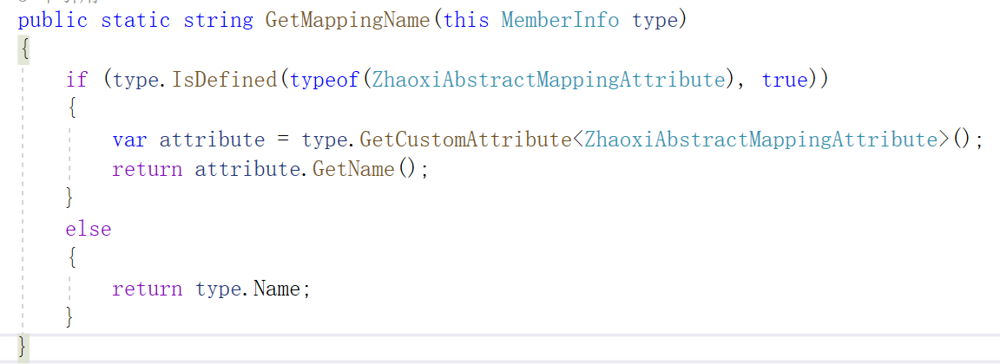 public static string GetMappingName(this MemberInfo type)
{
if (type.IsDefined(typeof(ZhaoxiAbstractMappingAttribute), true))
{
var attribute = type.GetCustomAttribute<ZhaoxiAbstractMappingAttribute>();
return attribute.GetName();
}
else
{
return type.Name;
}
}